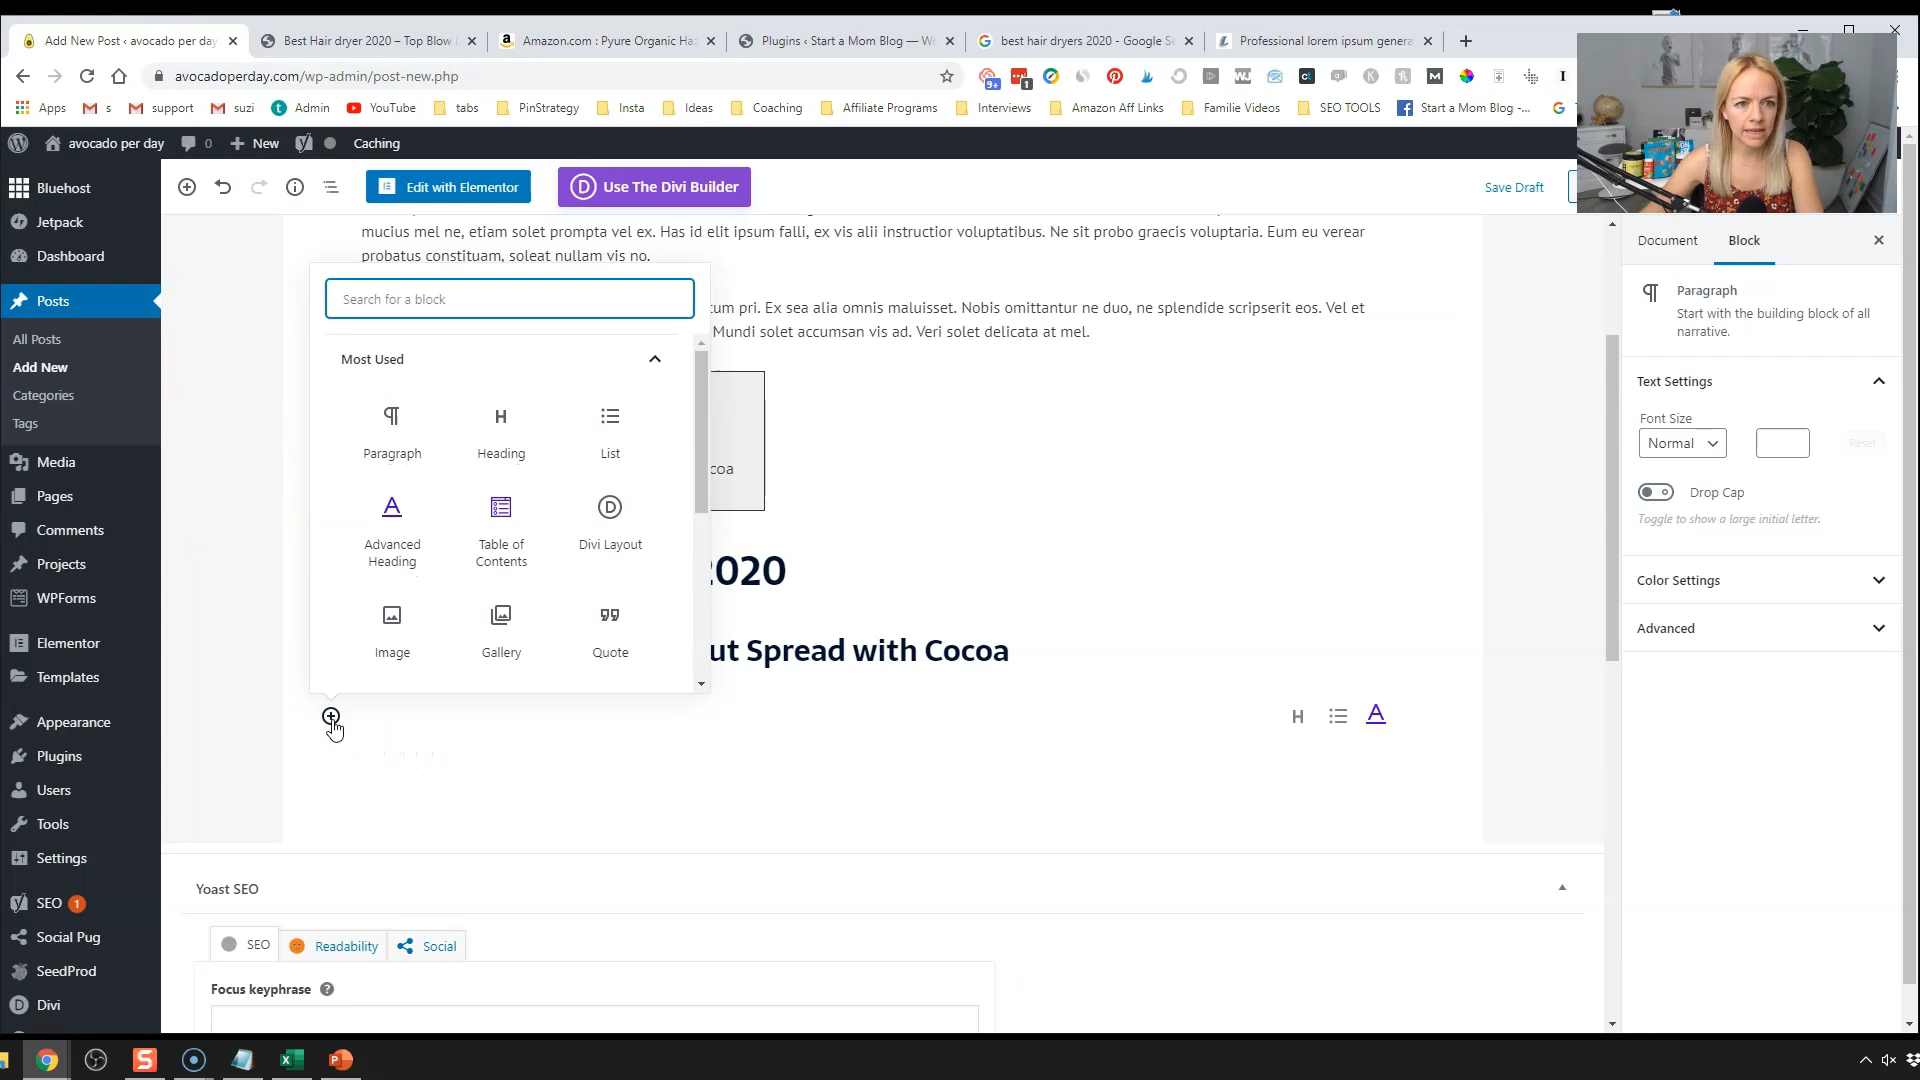 Add New Post ‹ avocado per day
Best Hair dryer 2020 – Top Blow
Amazon.com : Pyure Organic Haz
Plugins ‹ Start a Mom Blog — Wo
best hair dryers 2020 - Google Se
Professional lorem ipsum genera
avocadoperday.com/wp-admin/post-new.php
9+
1
Apps
s
support
suzi
Admin
YouTube
tabs
PinStrategy
Insta
Ideas
Coaching
Affiliate Programs
Interviews
Amazon Aff Links
Familie Videos
SEO TOOLS
Start a Mom Blog -...
avocado per day
0
New
Caching
Bluehost
Jetpack
Dashboard
Posts
All Posts
Add New
Categories
Tags
Media
Pages
Comments
Projects
WPForms
Elementor
Templates
Appearance
Plugins
Users
Tools
Settings
SEO 1
Social Pug
SeedProd
Divi
Edit with Elementor
Use The Divi Builder
Save Draft
mucius mel ne, etiam solet prompta vel ex. Has id elit ipsum falli, ex vis alii instructior voluptatibus. Ne sit probo graecis voluptaria. Eum eu verear
probatus constituam, soleat nullam vis no.
tum pri. Ex sea alia omnis maluisset. Nobis omittantur ne duo, ne splendide scripserit eos. Vel et
Mundi solet accumsan vis ad. Veri solet delicata at mel.
coa
2020
ut Spread with Cocoa
Search for a block
Most Used
Paragraph
Heading
List
Advanced
Heading
Table of
Contents
Divi Layout
Image
Gallery
Quote
Yoast SEO
SEO
Readability
Social
Focus keyphrase
Document
Block
Paragraph
Start with the building block of all
narrative.
Text Settings
Font Size
Normal
Reset
Drop Cap
Toggle to show a large initial letter.
Color Settings
Advanced